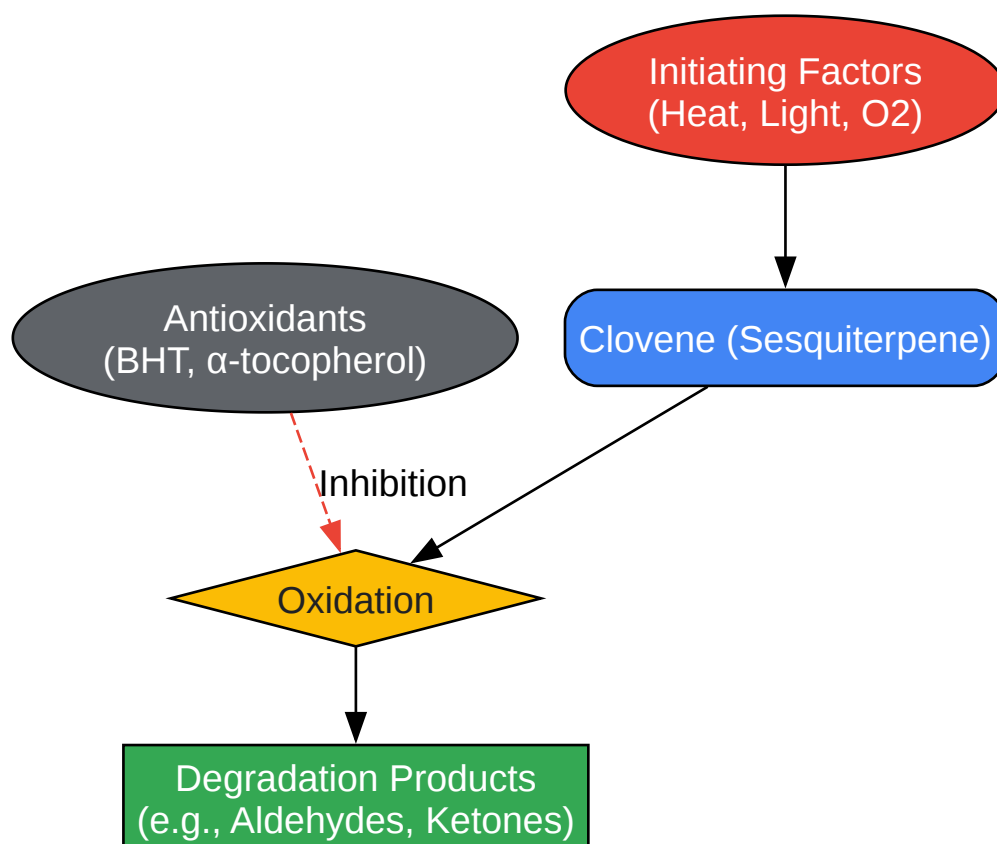 Initiating Factors
(Heat, Light, O2)
Antioxidants
(BHT, α-tocopherol)
Clovene (Sesquiterpene)
Inhibition
Oxidation
Degradation Products
(e.g., Aldehydes, Ketones)